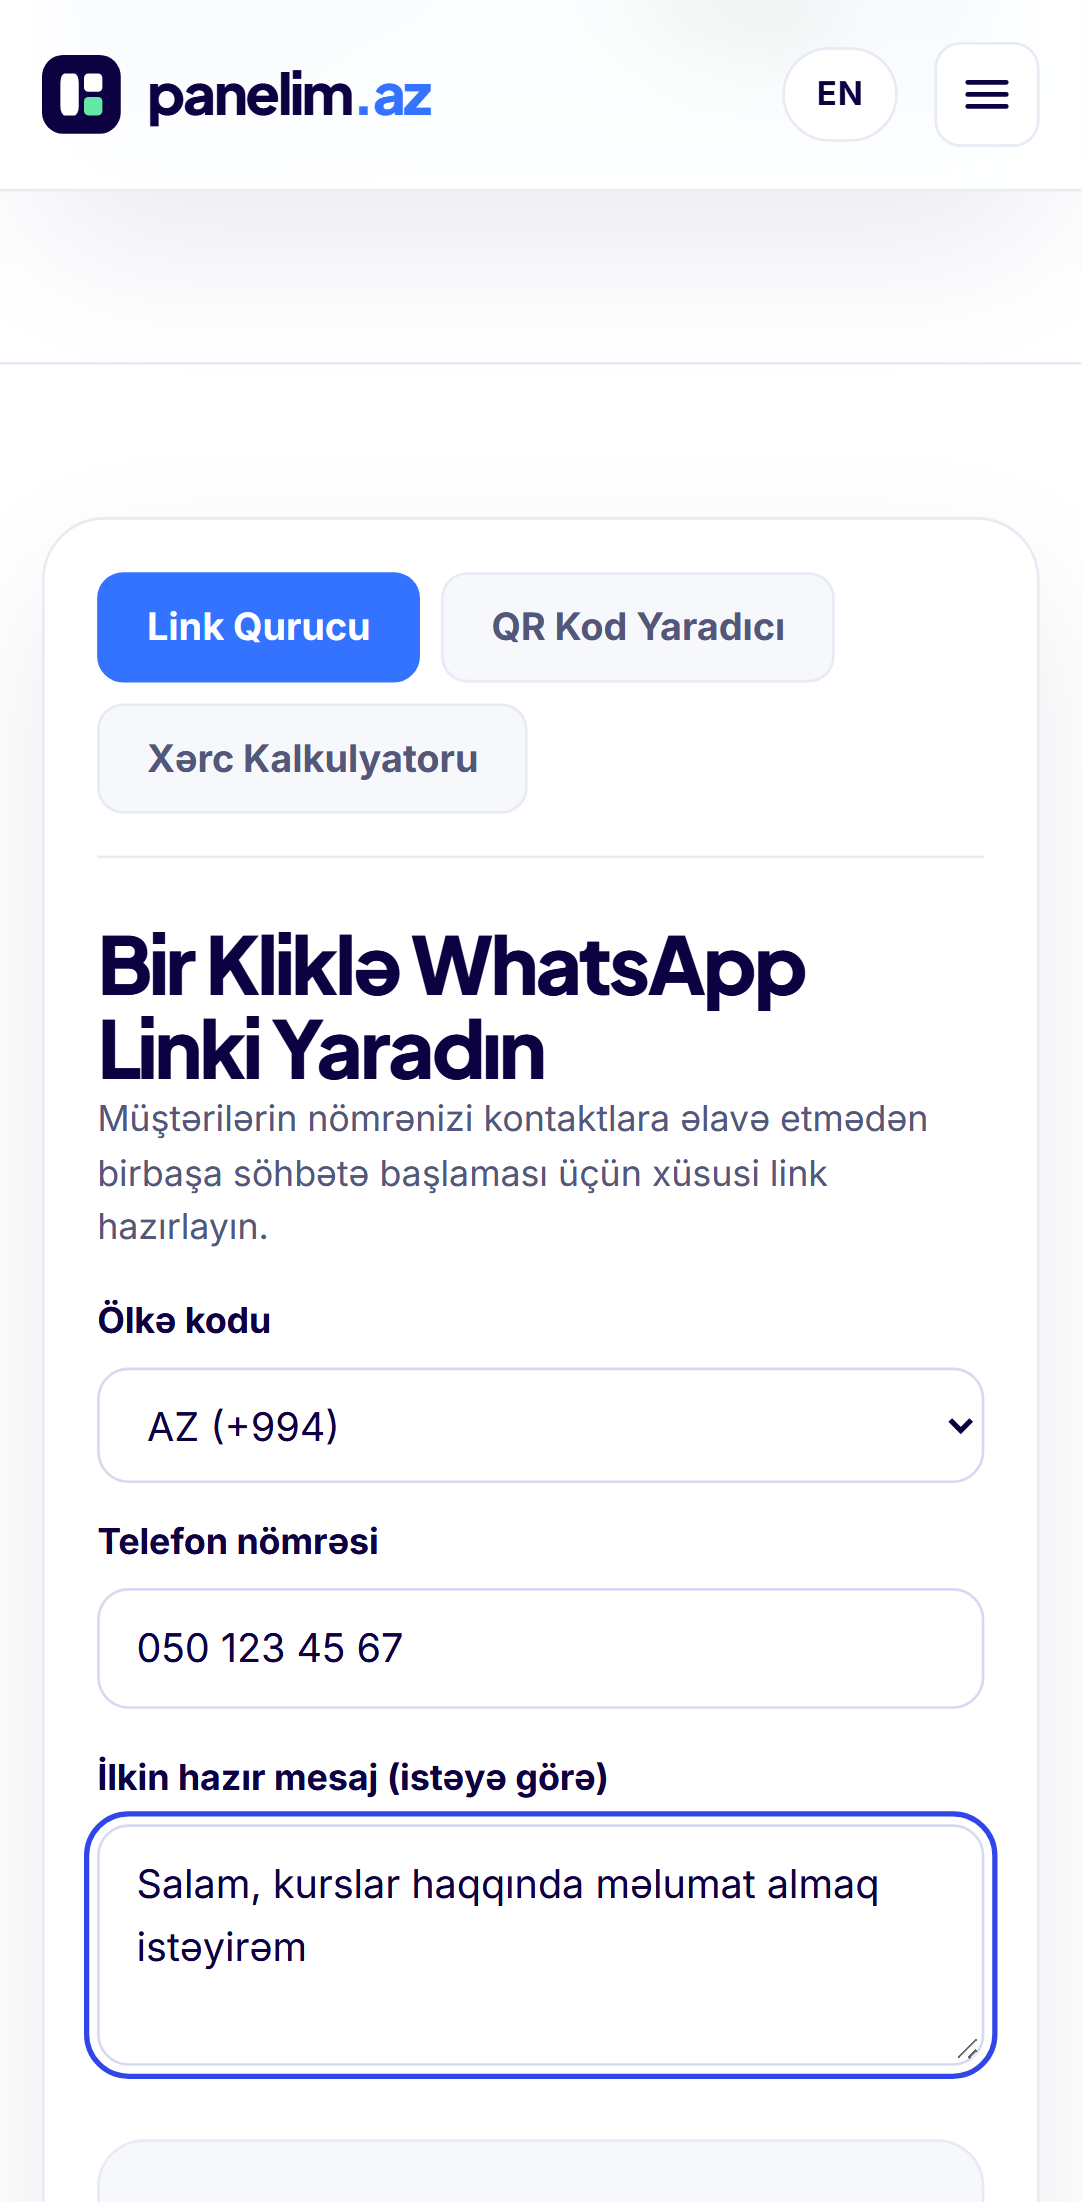 panelim.az
EN
Link Qurucu
QR Kod Yaradıcı
Xərc Kalkulyatoru
Bir Kliklə WhatsApp
Linki Yaradın
Müştərilərin nömrənizi kontaktlara əlavə etmədən
birbaşa söhbətə başlaması üçün xüsusi link
hazırlayın.
Ölkə kodu
AZ (+994)
Telefon nömrəsi
050 123 45 67
İlkin hazır mesaj (istəyə görə)
Salam, kurslar haqqında məlumat almaq
istəyirəm